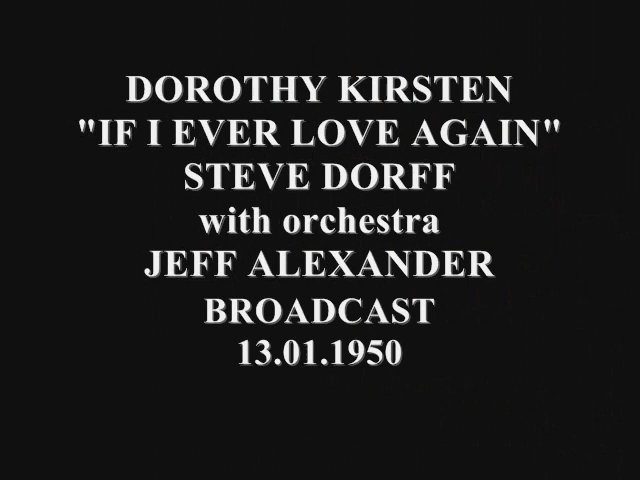 DOROTHY KIRSTEN
"IF I EVER LOVE AGAIN"
STEVE DORFF
with orchestra
JEFF ALEXANDER
BROADCAST
13.01.1950